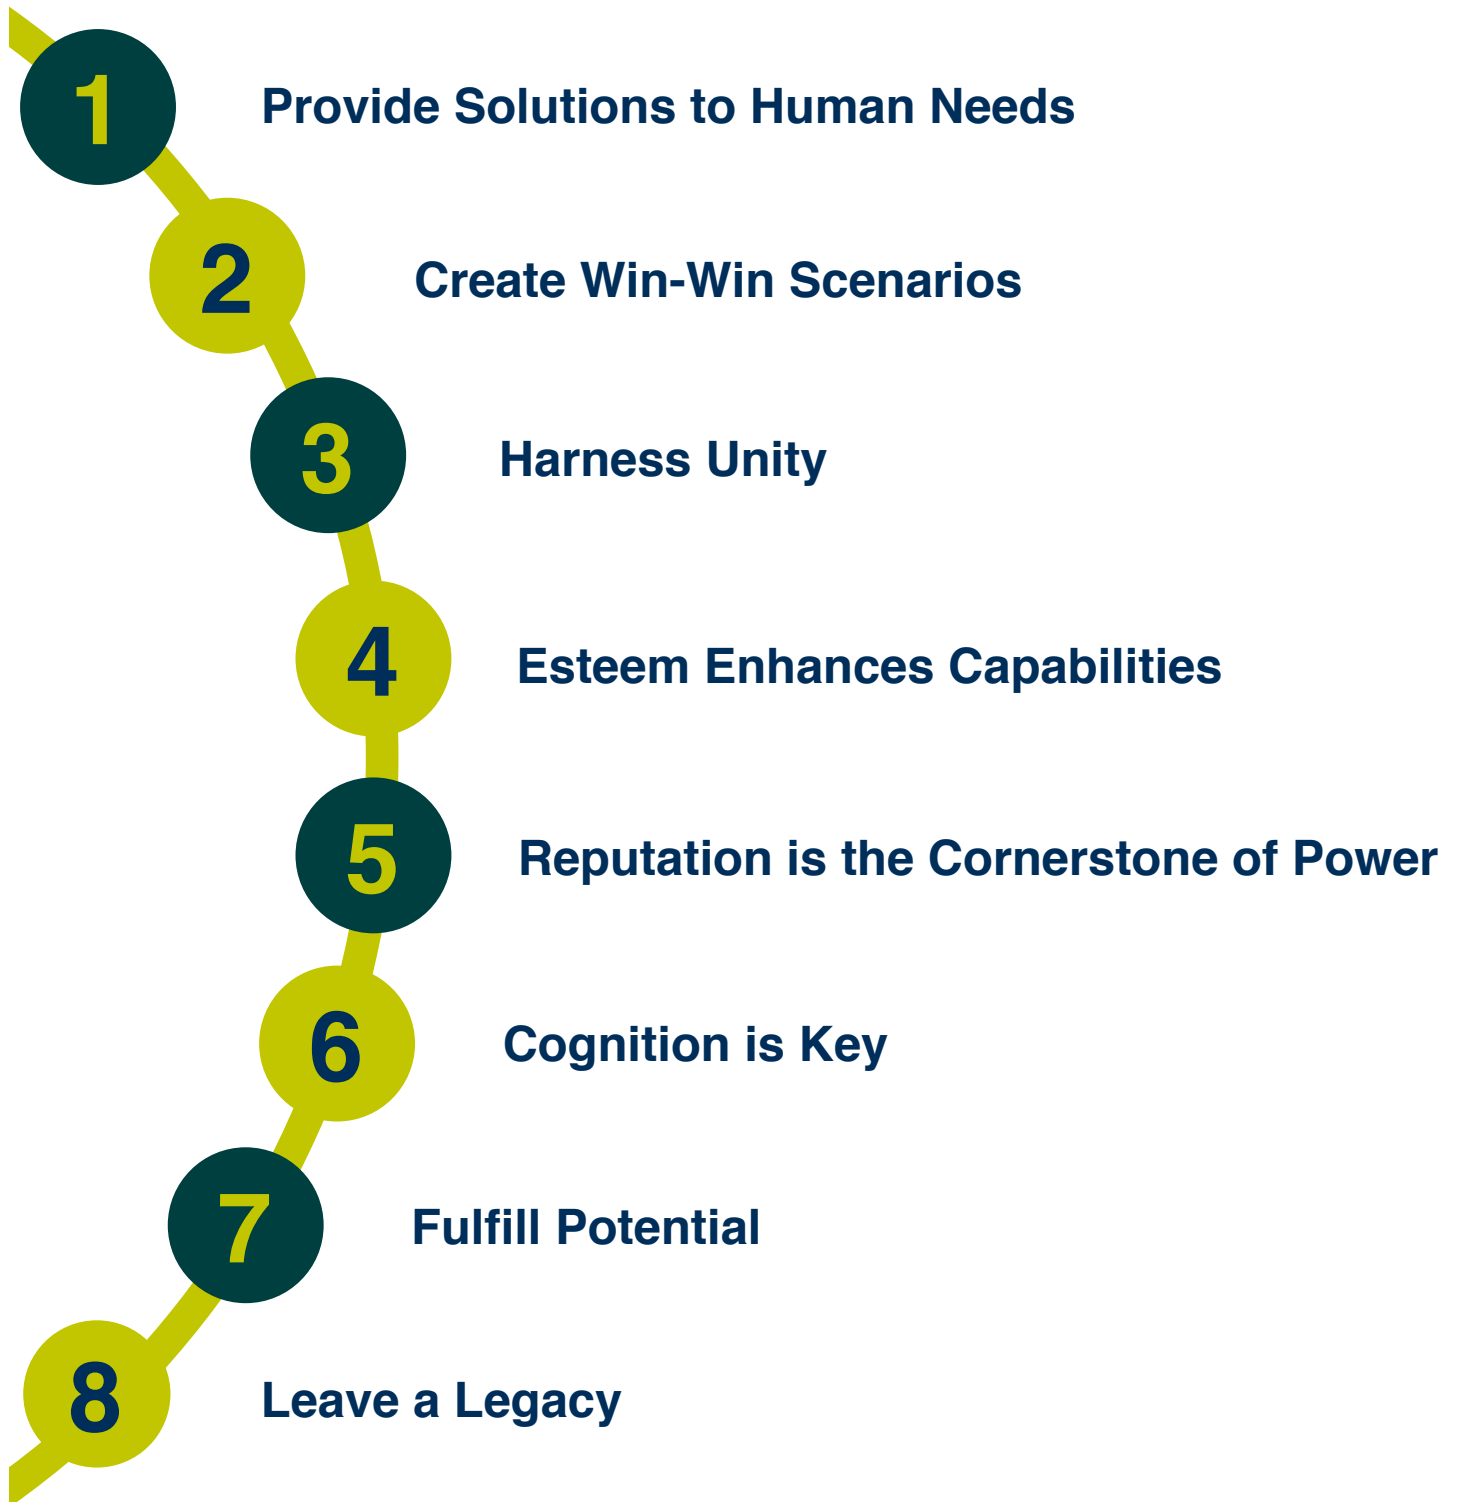 1
Provide Solutions to Human Needs
2
Create Win-Win Scenarios
3
Harness Unity
4
Esteem Enhances Capabilities
5
Reputation is the Cornerstone of Power
6
Cognition is Key
7
Fulfill Potential
8
Leave a Legacy